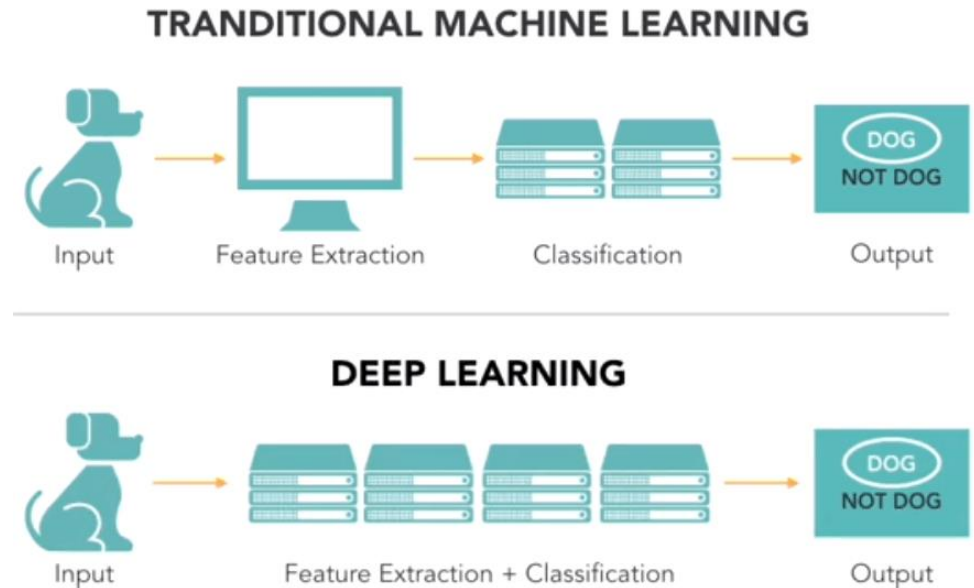 TRANDITIONAL MACHINE LEARNING
DOG
NOT DOG
Input
Feature Extraction
Classification
Output
DEEP LEARNING
DOG
NOT DOG
Input
Feature Extraction + Classification
Output